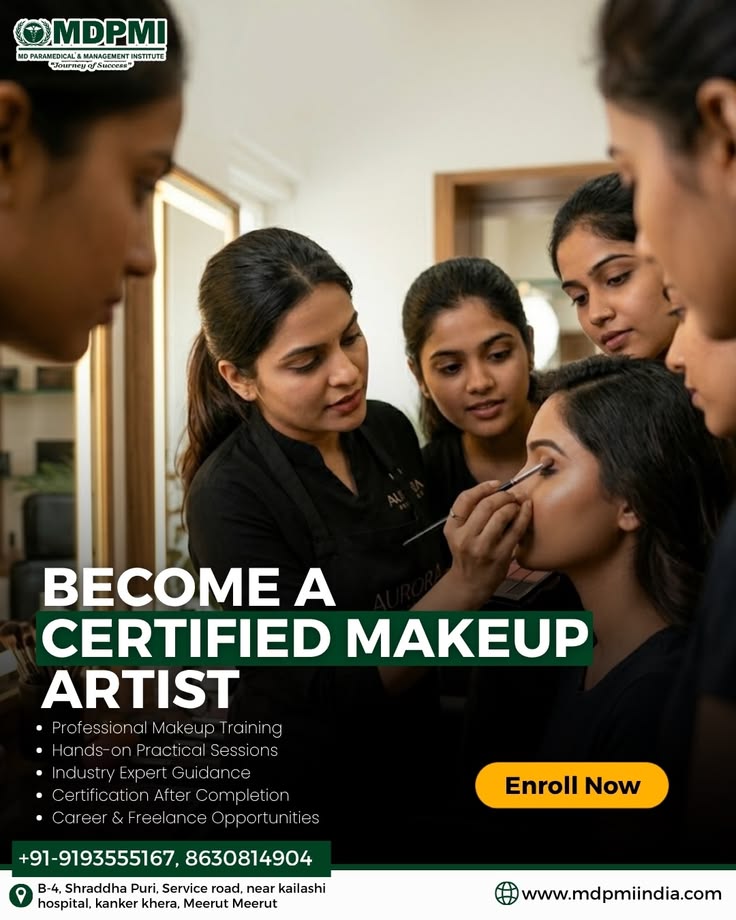 MDPMI
MD PARAMEDICAL & MANAGEMENT INSTITUTE
"Journey of Success"
AURORA
BECOME A
CERTIFIED MAKEUP
ARTIST
• Professional Makeup Training
• Hands-on Practical Sessions
• Industry Expert Guidance
• Certification After Completion
• Career & Freelance Opportunities
Enroll Now
+91-9193555167, 8630814904
B-4, Shraddha Puri, Service road, near kailashi
hospital, kanker khera, Meerut Meerut
www.mdpmiindia.com